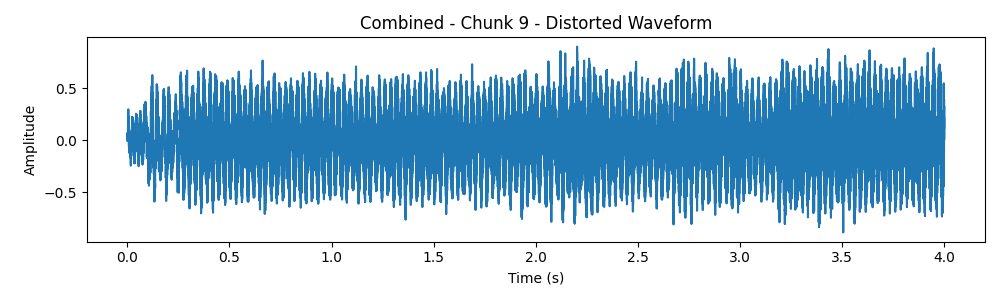 Combined - Chunk 9 - Distorted Waveform
Amplitude
0.5
0.0
−0.5
0.0 0.5 1.0 1.5 2.0 2.5 3.0 3.5 4.0
Time (s)